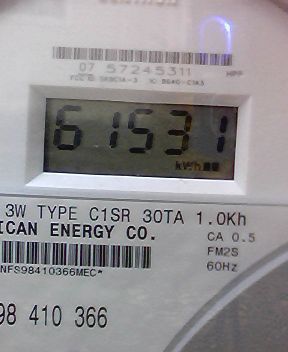 07 57245311 HPF
61531
kWh
3W TYPE C1SR 30TA 1.0Kh
ICAN ENERGY CO. CA 0.5
FM2S
NFS98410366MEC* 60Hz
98 410 366